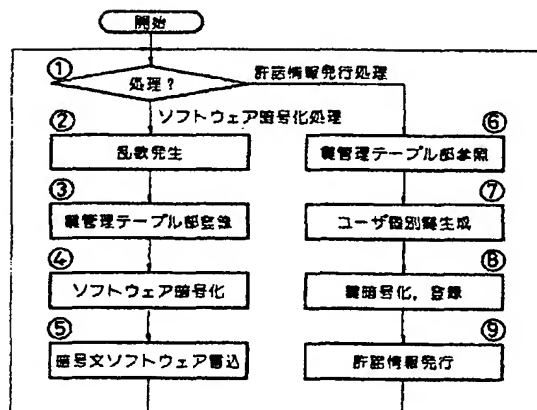 開始
①
処理？
許諾情報発行処理
ソフトウェア暗号化処理
②
乱数発生
③
鍵管理テーブル部登録
④
ソフトウェア暗号化
⑤
暗号文ソフトウェア書込
⑥
鍵管理テーブル部参照
⑦
ユーザ個別鍵生成
⑧
鍵暗号化，登録
⑨
許諾情報発行